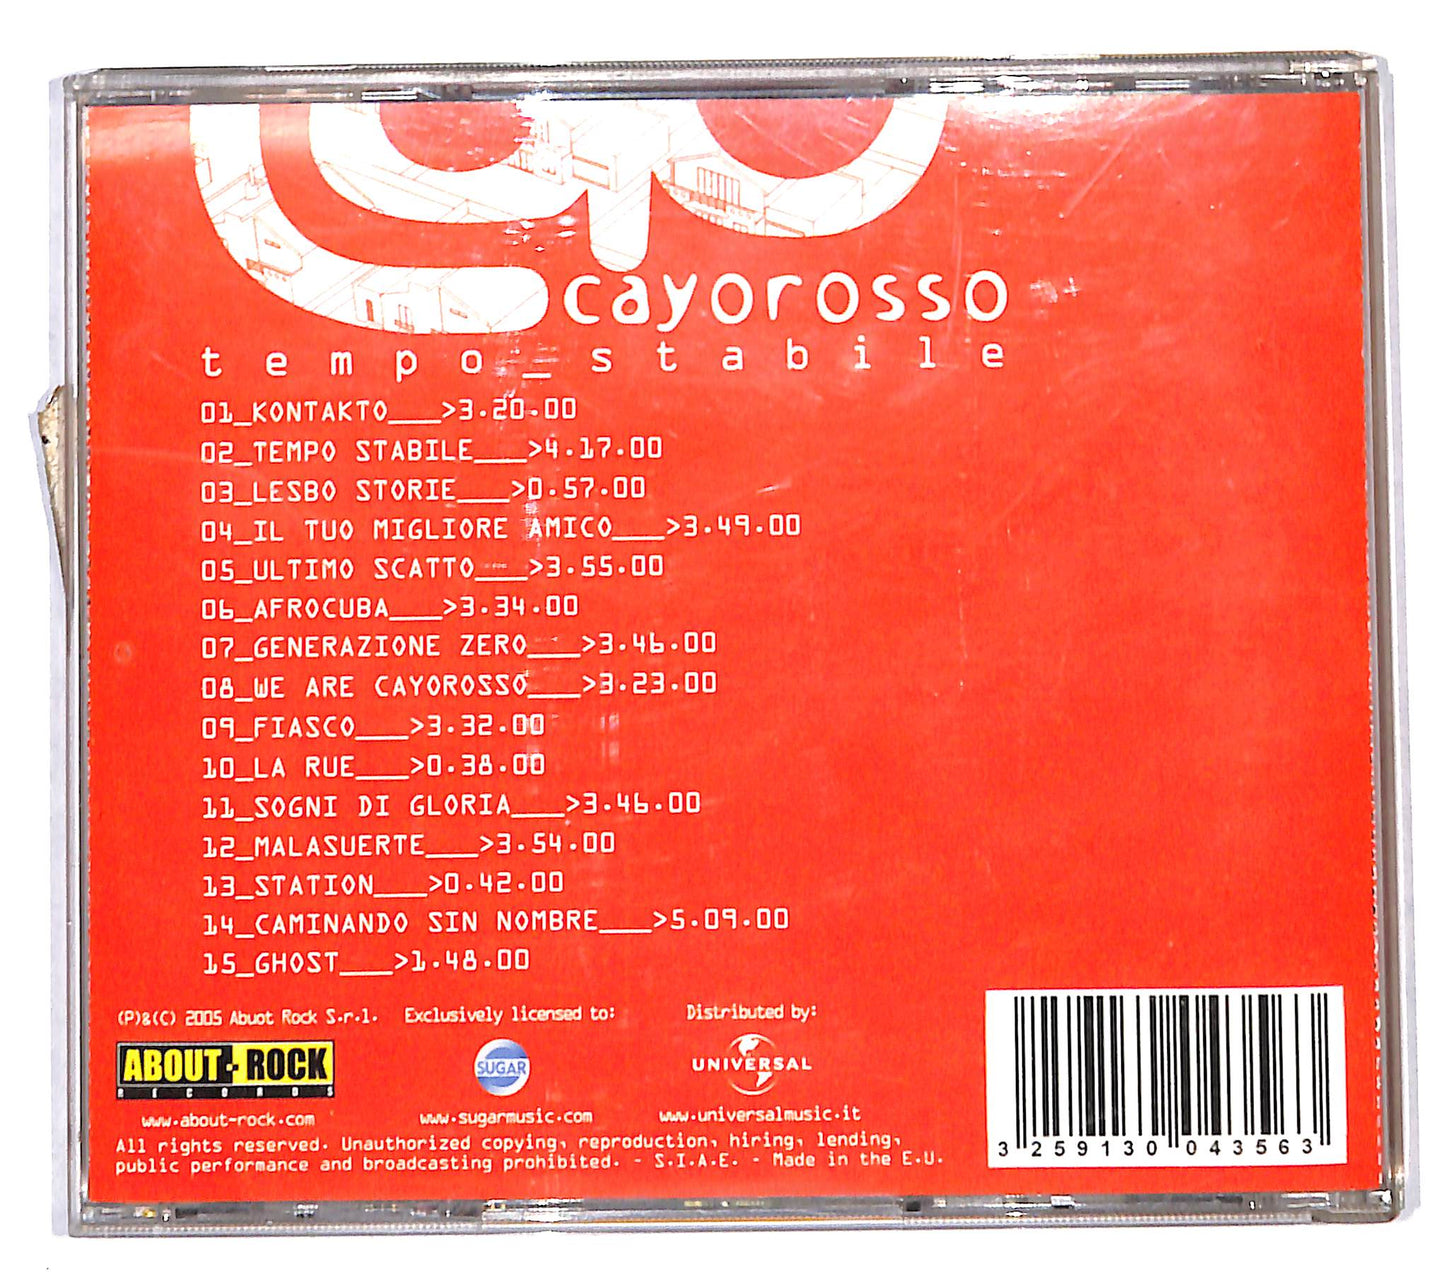 cayorosso
tempo_stabile
01_KONTAKTO___>3.20.00
02_TEMPO STABILE___>4.17.00
03_LESBO STORIE___>0.57.00
04_IL TUO MIGLIORE AMICO___>3.49.00
05_ULTIMO SCATTO___>3.55.00
06_AFROCUBA___>3.34.00
07_GENERAZIONE ZERO___>3.46.00
08_WE ARE CAYOROSSO___>3.23.00
09_FIASCO___>3.32.00
10_LA RUE___>0.38.00
11_SOGNI DI GLORIA___>3.46.00
12_MALASUERTE___>3.54.00
13_STATION___>0.42.00
14_CAMINANDO SIN NOMBRE___>5.09.00
15_GHOST___>1.48.00
(P)&(C) 2005 Abuot Rock S.r.l. Exclusively licensed to: Distributed by:
ABOUT-ROCK
RECORDS
SUGAR
UNIVERSAL
www.about-rock.com www.sugarmusic.com www.universalmusic.it
All rights reserved. Unauthorized copying, reproduction, hiring, lending,
public performance and broadcasting prohibited. - S.I.A.E. - Made in the E.U.
3 259130 043563